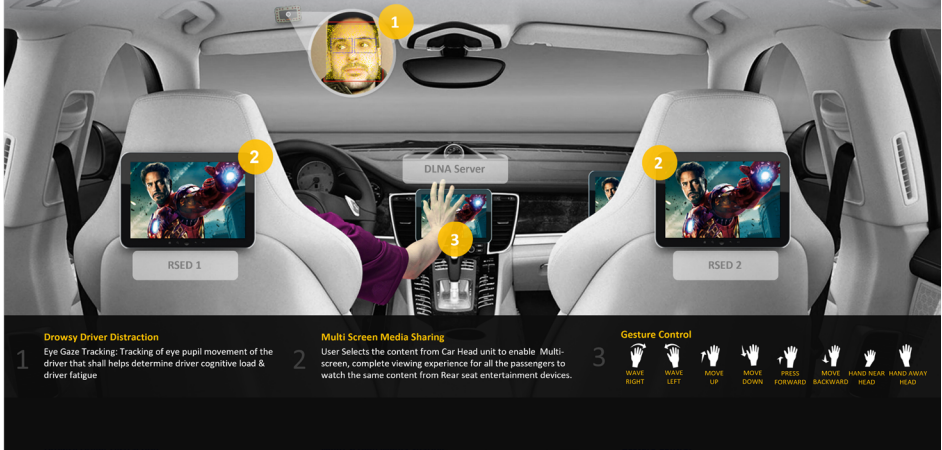 1
2
2
DLNA Server
3
RSED 1
RSED 2
1
Drowsy Driver Distraction
Eye Gaze Tracking: Tracking of eye pupil movement of the
driver that shall helps determine driver cognitive load &
driver fatigue
2
Multi Screen Media Sharing
User Selects the content from Car Head unit to enable Multi-
screen, complete viewing experience for all the passengers to
watch the same content from Rear seat entertainment devices.
3
Gesture Control
WAVE
RIGHT
WAVE
LEFT
MOVE
UP
MOVE
DOWN
PRESS
FORWARD
MOVE
BACKWARD
HAND NEAR
HEAD
HAND AWAY
HEAD